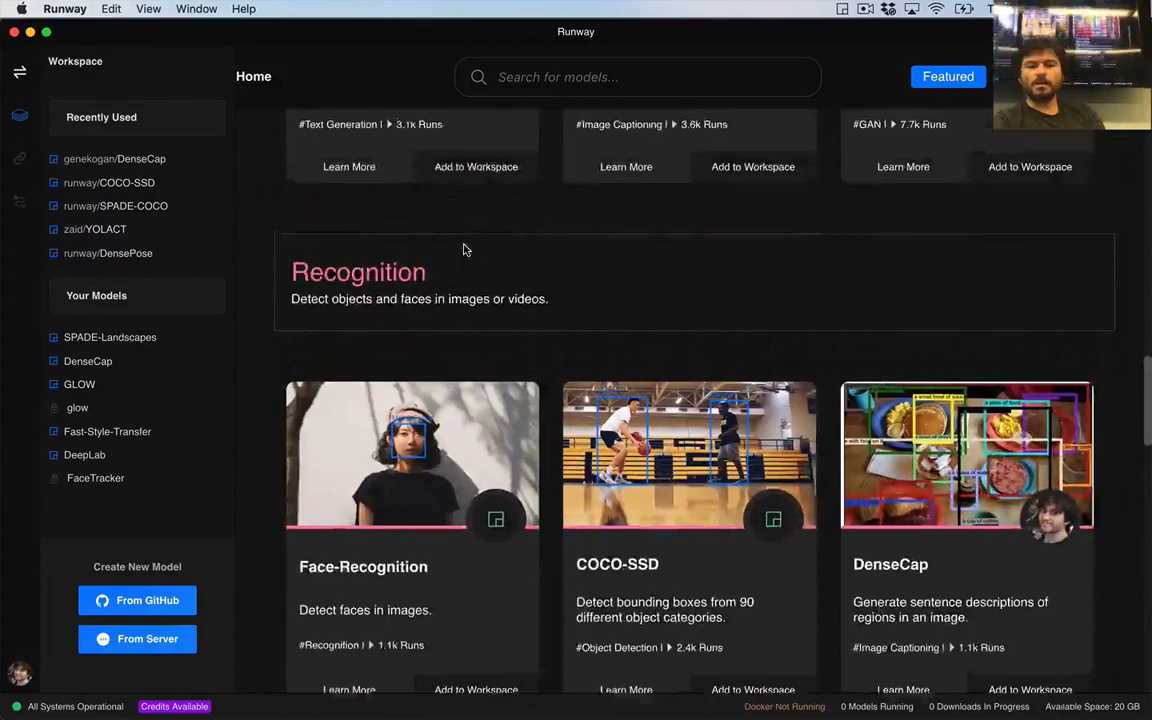 Runway Edit View Window Help
Runway
Workspace
Home
Search for models...
Featured
Recently Used
genekogan/DenseCap
runway/COCO-SSD
runway/SPADE-COCO
zaid/YOLACT
runway/DensePose
Your Models
SPADE-Landscapes
DenseCap
GLOW
glow
Fast-Style-Transfer
DeepLab
FaceTracker
Create New Model
From GitHub
From Server
#Text Generation | 3.1k Runs
Learn More Add to Workspace
#Image Captioning | 3.6k Runs
Learn More Add to Workspace
#GAN | 7.7k Runs
Learn More Add to Workspace
Recognition
Detect objects and faces in images or videos.
Face-Recognition
Detect faces in images.
#Recognition | 1.1k Runs
Learn More Add to Workspace
COCO-SSD
Detect bounding boxes from 90
different object categories.
#Object Detection | 2.4k Runs
Learn More Add to Workspace
DenseCap
Generate sentence descriptions of
regions in an image.
#Image Captioning | 1.1k Runs
Learn More Add to Workspace
All Systems Operational Credits Available Docker Not Running 0 Models Running 0 Downloads In Progress Available Space: 20 GB